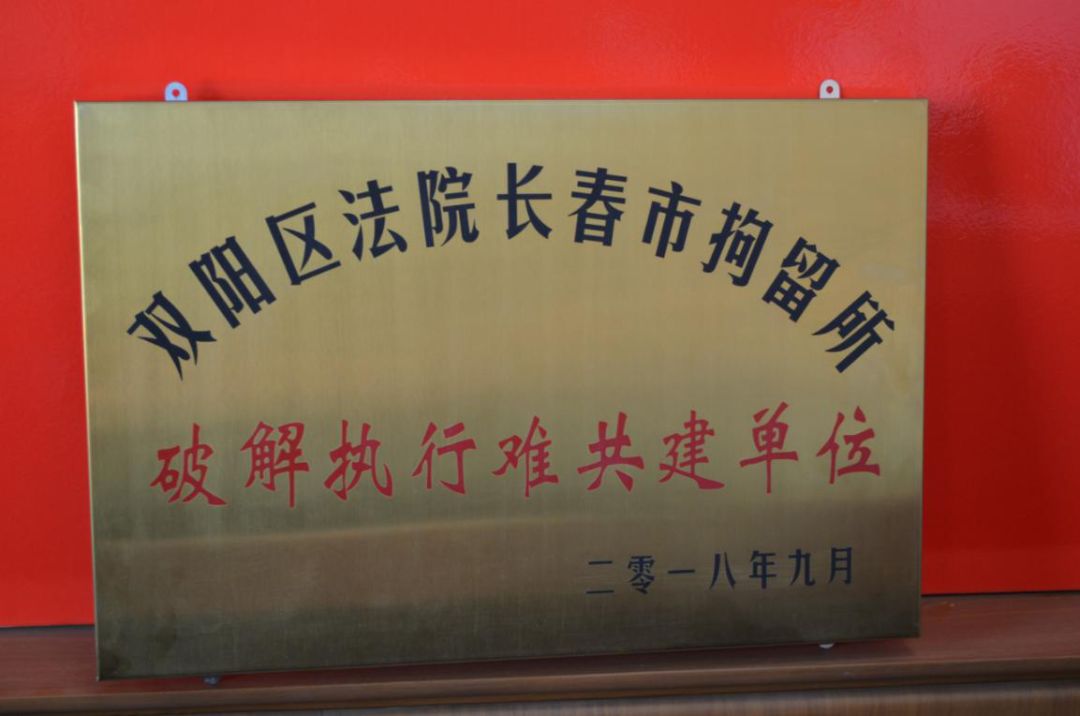 双阳区法院长春市拘留所
破解执行难共建单位
二零一八年九月